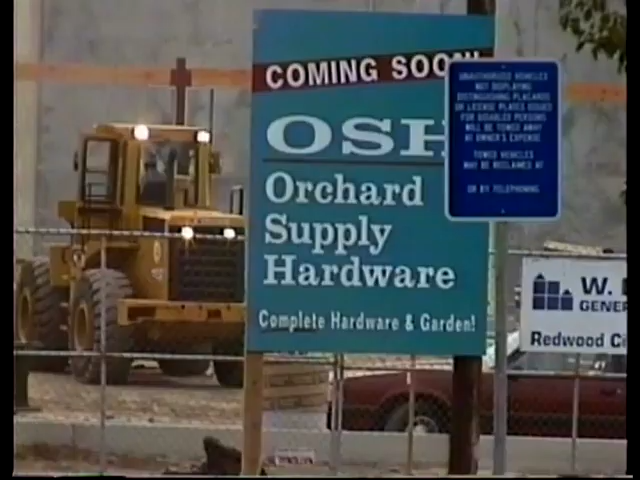 COMING SOON!
OSH
Orchard
Supply
Hardware
Complete Hardware & Garden!
UNAUTHORIZED VEHICLES
NOT DISPLAYING
DISTINGUISHING PLACARDS
OR LICENSE PLATES ISSUED
FOR DISABLED PERSONS
WILL BE TOWED AWAY
AT OWNER'S EXPENSE
TOWED VEHICLES
MAY BE RECLAIMED AT
OR BY TELEPHONING
W.
GENER
Redwood Ci